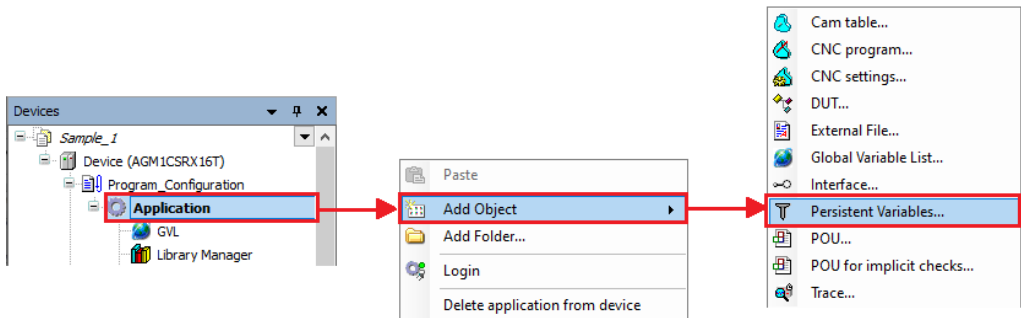 Devices
Sample_1
Device (AGM1CSRX16T)
Program_Configuration
Application
GVL
Library Manager
Paste
Add Object
Add Folder...
Login
Delete application from device
Cam table...
CNC program...
CNC settings...
DUT...
External File...
Global Variable List...
Interface...
Persistent Variables...
POU...
POU for implicit checks...
Trace...